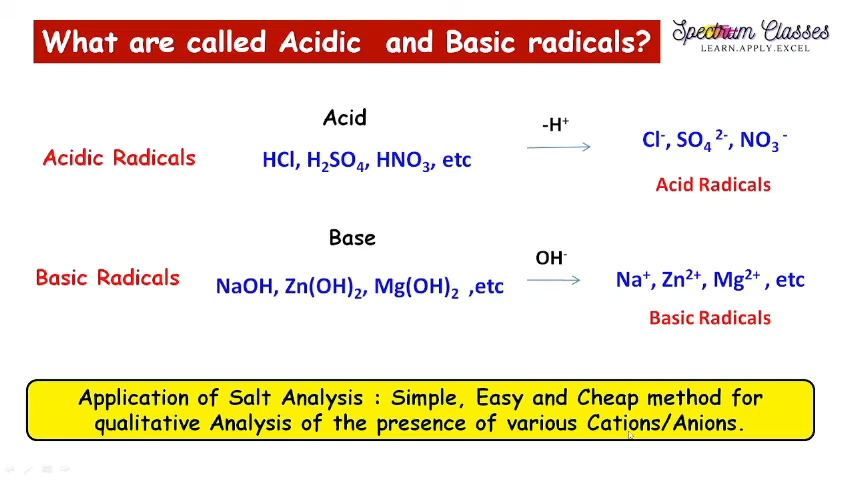 What are called Acidic and Basic radicals?
Spectrum Classes
LEARN.APPLY.EXCEL
Acid
-H⁺
Acidic Radicals
HCl, H₂SO₄, HNO₃, etc
Cl⁻, SO₄ ²⁻, NO₃ ⁻
Acid Radicals
Base
OH⁻
Basic Radicals
NaOH, Zn(OH)₂, Mg(OH)₂ ,etc
Na⁺, Zn²⁺, Mg²⁺ , etc
Basic Radicals
Application of Salt Analysis : Simple, Easy and Cheap method for
qualitative Analysis of the presence of various Cations/Anions.